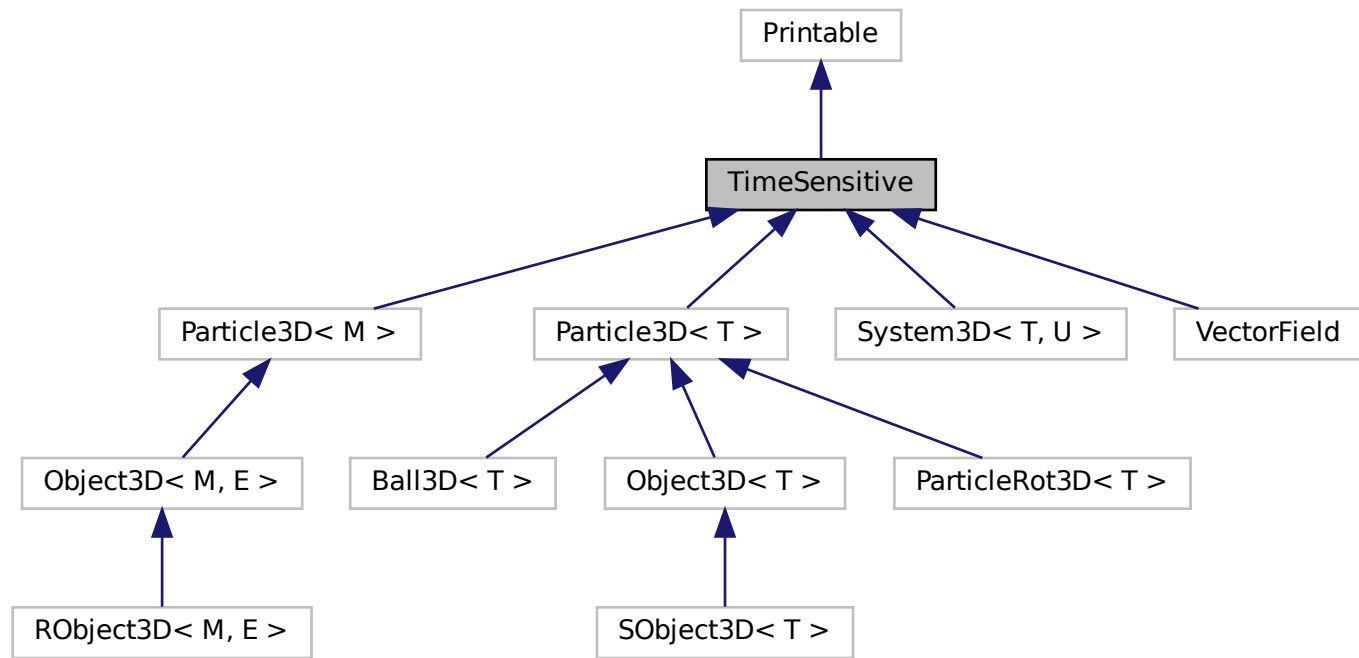 Printable
TimeSensitive
Particle3D< M >
Particle3D< T >
System3D< T, U >
VectorField
Object3D< M, E >
Ball3D< T >
Object3D< T >
ParticleRot3D< T >
RObject3D< M, E >
SObject3D< T >